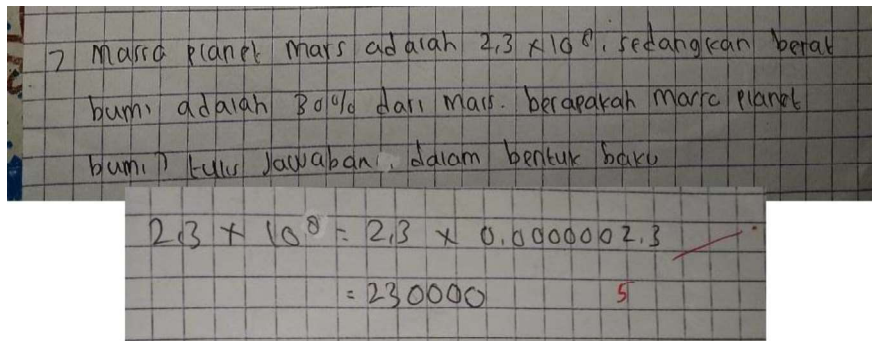 7 Massa planet Mars adalah 2,3 × 10⁸. sedangkan berat
bumi adalah 30% dari Mars. berapakah Massa planet
bumi? tulis Jawaban, dalam bentuk baku
2,3 × 10⁸ = 2,3 × 0.0000002.3
= 230000
5